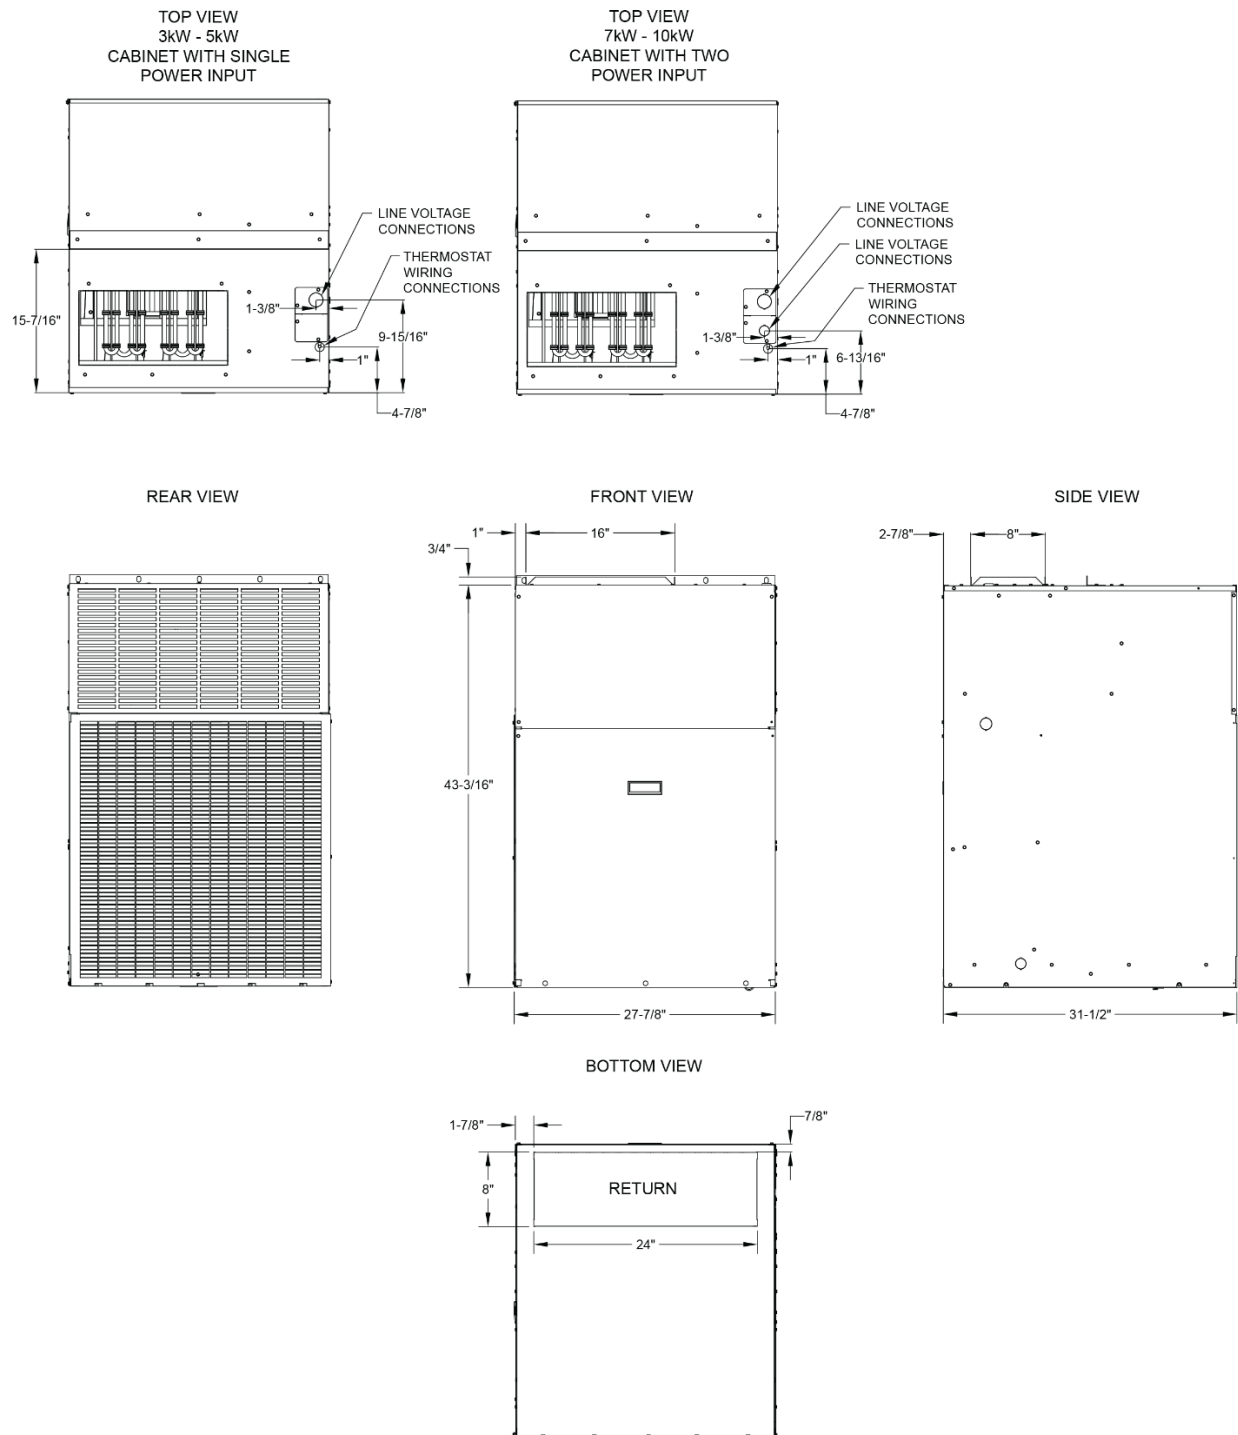 TOP VIEW
3kW - 5kW
CABINET WITH SINGLE
POWER INPUT
LINE VOLTAGE
CONNECTIONS
THERMOSTAT
WIRING
CONNECTIONS
15-7/16"
1-3/8"
9-15/16"
1"
4-7/8"
TOP VIEW
7kW - 10kW
CABINET WITH TWO
POWER INPUT
LINE VOLTAGE
CONNECTIONS
LINE VOLTAGE
CONNECTIONS
THERMOSTAT
WIRING
CONNECTIONS
1-3/8"
6-13/16"
1"
4-7/8"
REAR VIEW
FRONT VIEW
1"
16"
3/4"
43-3/16"
27-7/8"
SIDE VIEW
2-7/8"
8"
31-1/2"
BOTTOM VIEW
1-7/8"
7/8"
8"
RETURN
24"